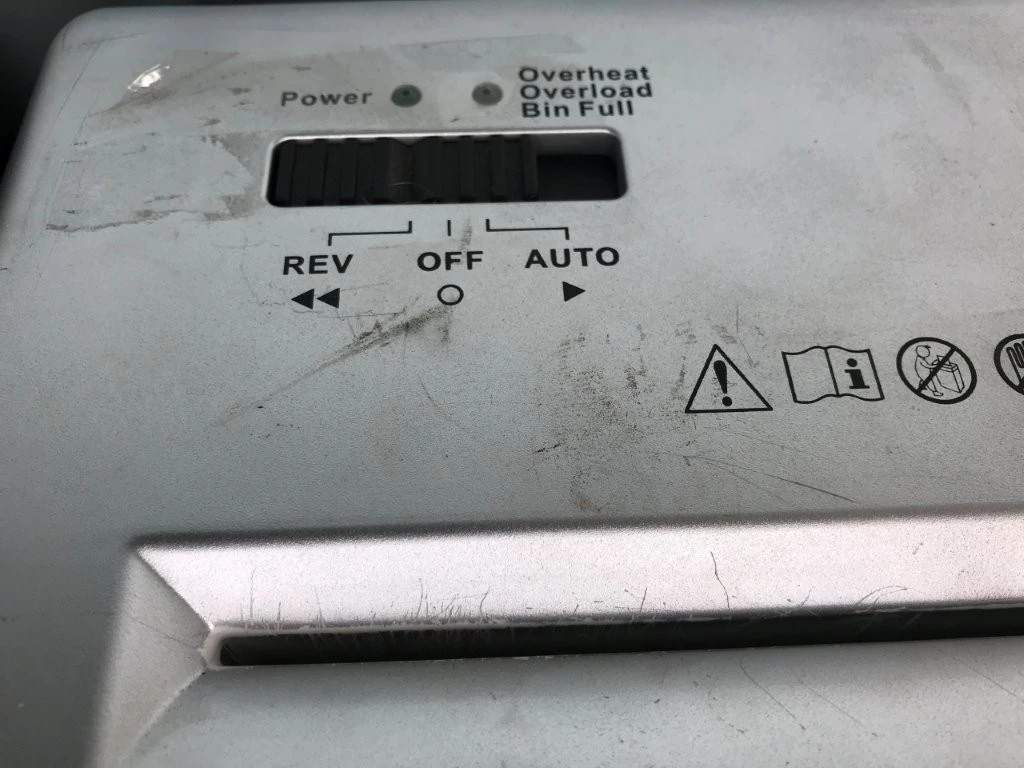 Power
Overheat
Overload
Bin Full
REV OFF AUTO